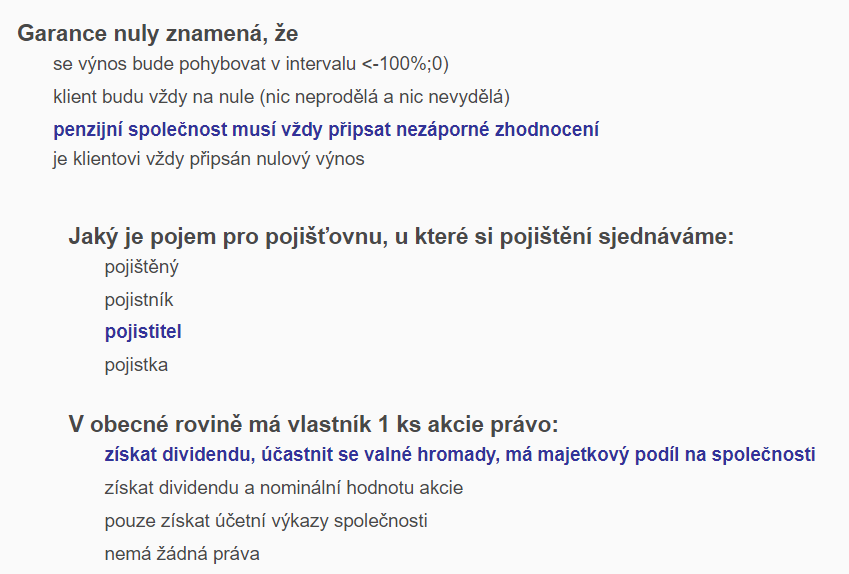 Garance nuly znamená, že
se výnos bude pohybovat v intervalu <-100%;0)
klient budu vždy na nule (nic neprodělá a nic nevydělá)
penzijní společnost musí vždy připsat nezáporné zhodnocení
je klientovi vždy připsán nulový výnos
Jaký je pojem pro pojišťovnu, u které si pojištění sjednáváme:
pojištěný
pojistník
pojistitel
pojistka
V obecné rovině má vlastník 1 ks akcie právo:
získat dividendu, účastnit se valné hromady, má majetkový podíl na společnosti
získat dividendu a nominální hodnotu akcie
pouze získat účetní výkazy společnosti
nemá žádná práva